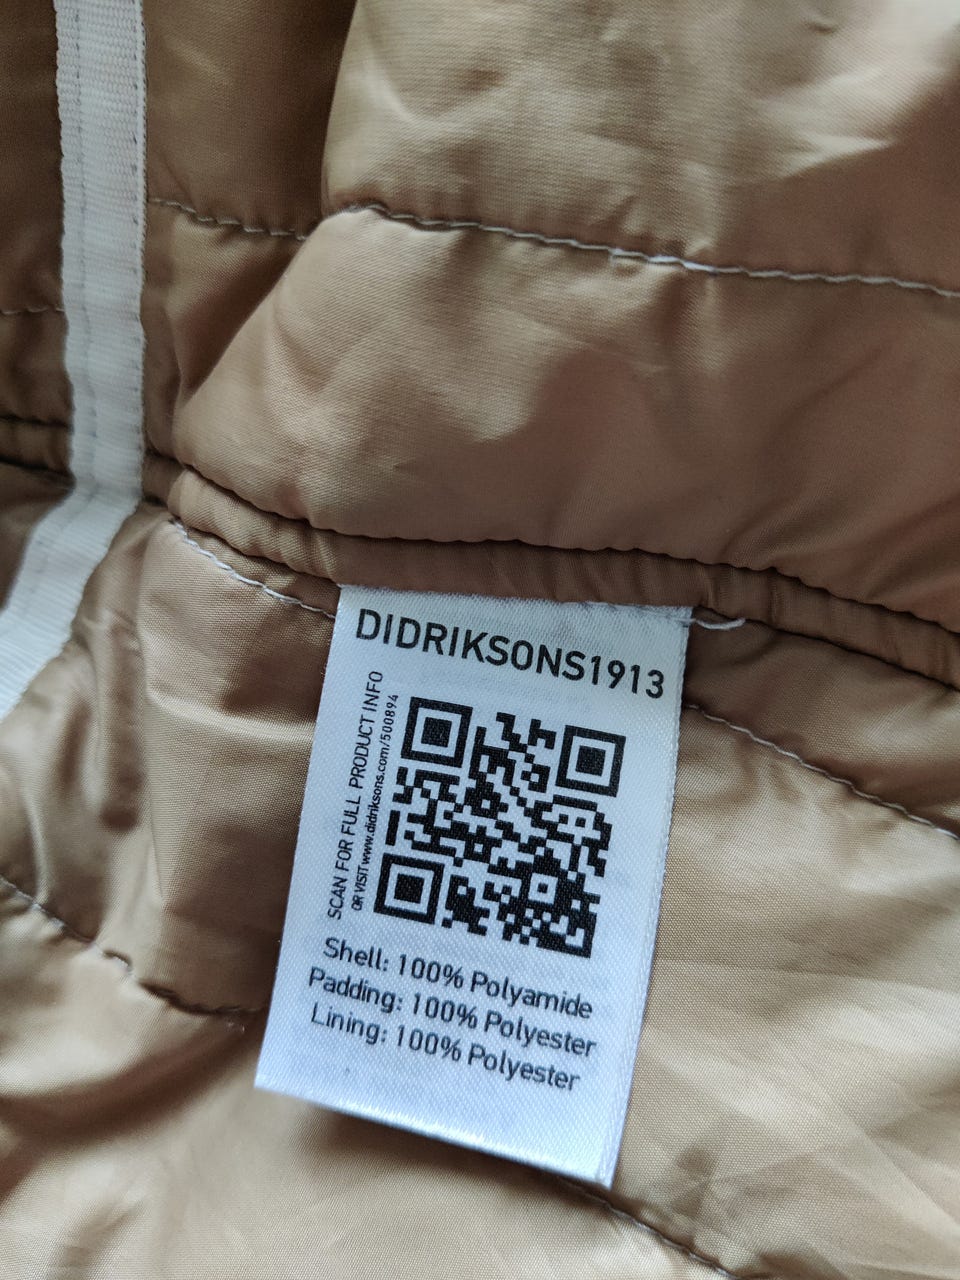 DIDRIKSONS1913
SCAN FOR FULL PRODUCT INFO
OR VISIT www.didriksons.com/500894
Shell: 100% Polyamide
Padding: 100% Polyester
Lining: 100% Polyester